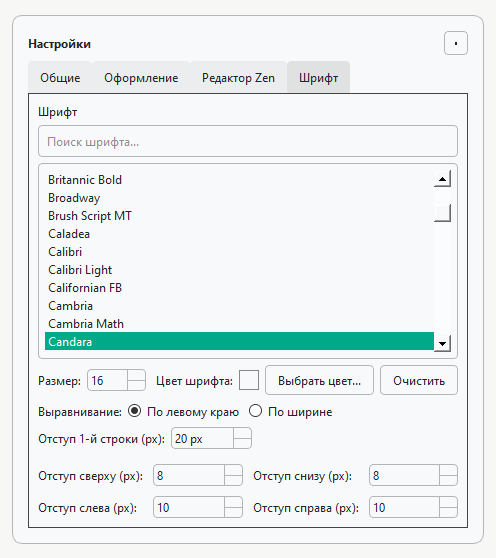 Настройки
Общие Оформление Редактор Zen Шрифт
Шрифт
Поиск шрифта...
Britannic Bold
Broadway
Brush Script MT
Caladea
Calibri
Calibri Light
Californian FB
Cambria
Cambria Math
Candara
Размер: 16 Цвет шрифта: Выбрать цвет... Очистить
Выравнивание: По левому краю По ширине
Отступ 1-й строки (px): 20 px
Отступ сверху (px): 8 Отступ снизу (px): 8
Отступ слева (px): 10 Отступ справа (px): 10